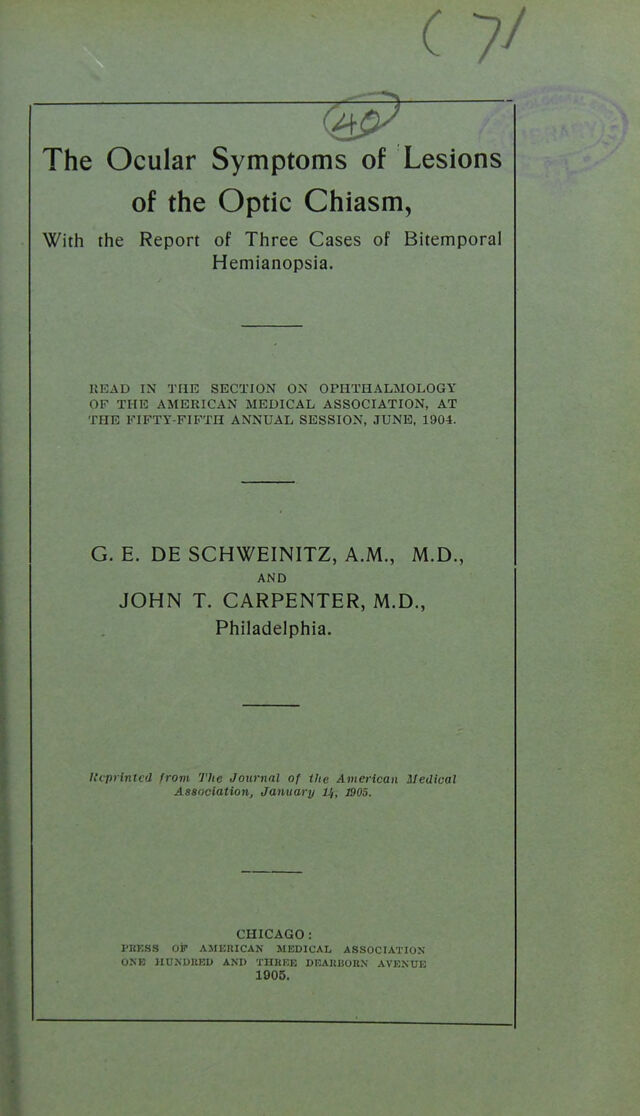 ( 71
40
LIBRARY
The Ocular Symptoms of Lesions
of the Optic Chiasm,
With the Report of Three Cases of Bitemporal
Hemianopsia.
READ IN THE SECTION ON OPHTHALMOLOGY
OF THE AMERICAN MEDICAL ASSOCIATION, AT
THE FIFTY-FIFTH ANNUAL SESSION, JUNE, 1904.
G. E. DE SCHWEINITZ, A.M., M.D.,
AND
JOHN T. CARPENTER, M.D.,
Philadelphia.
Reprinted from The Journal of the American Medical
Association, January 14, 1905.
CHICAGO:
PRESS OF AMERICAN MEDICAL ASSOCIATION
ONE HUNDRED AND THREE DEARBORN AVENUE
1905.